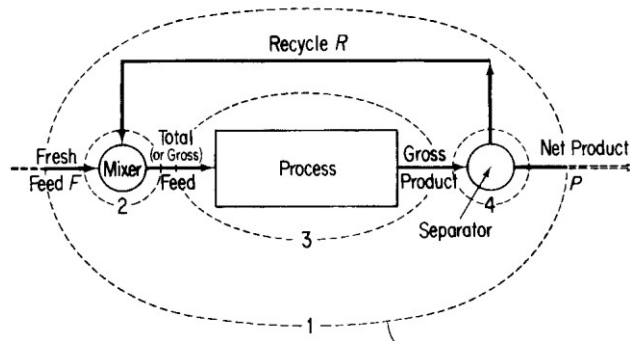 Recycle R
Total
(or Gross)
Fresh
Mixer
Process
Gross
Net Product
Feed F
Feed
Product
P
2
4
Separator
3
1